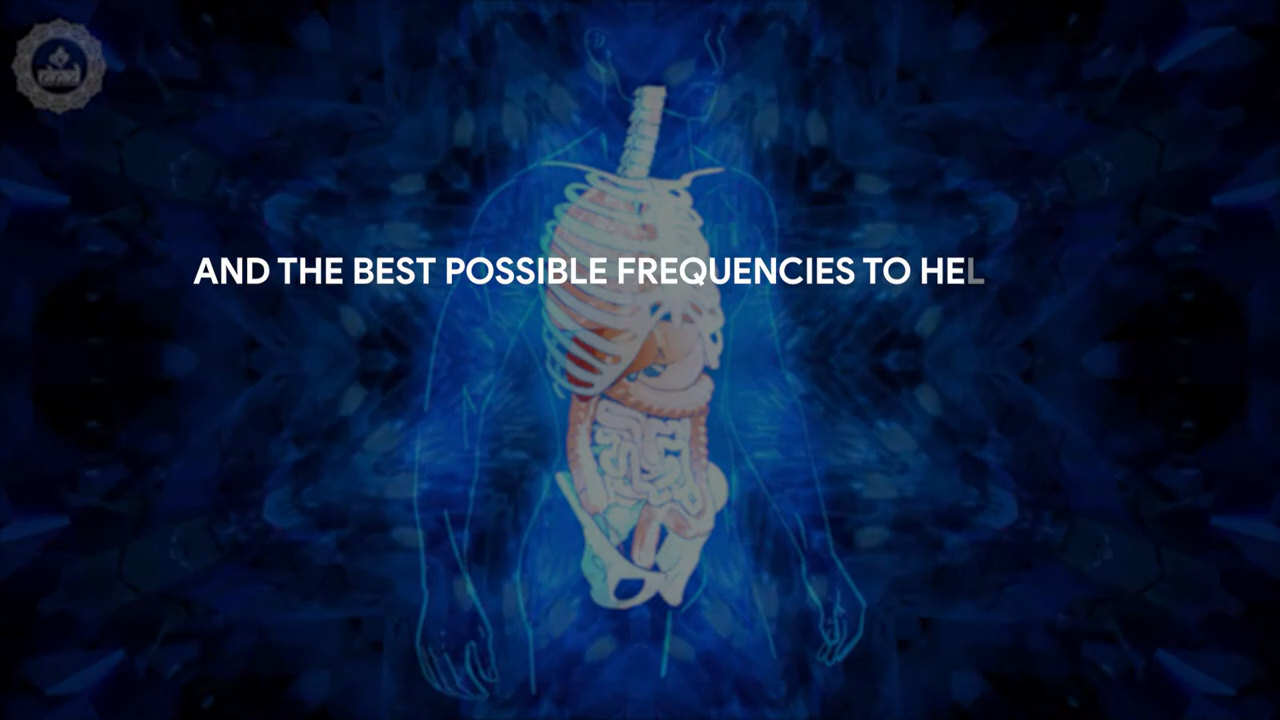 AND THE BEST POSSIBLE FREQUENCIES TO HEL